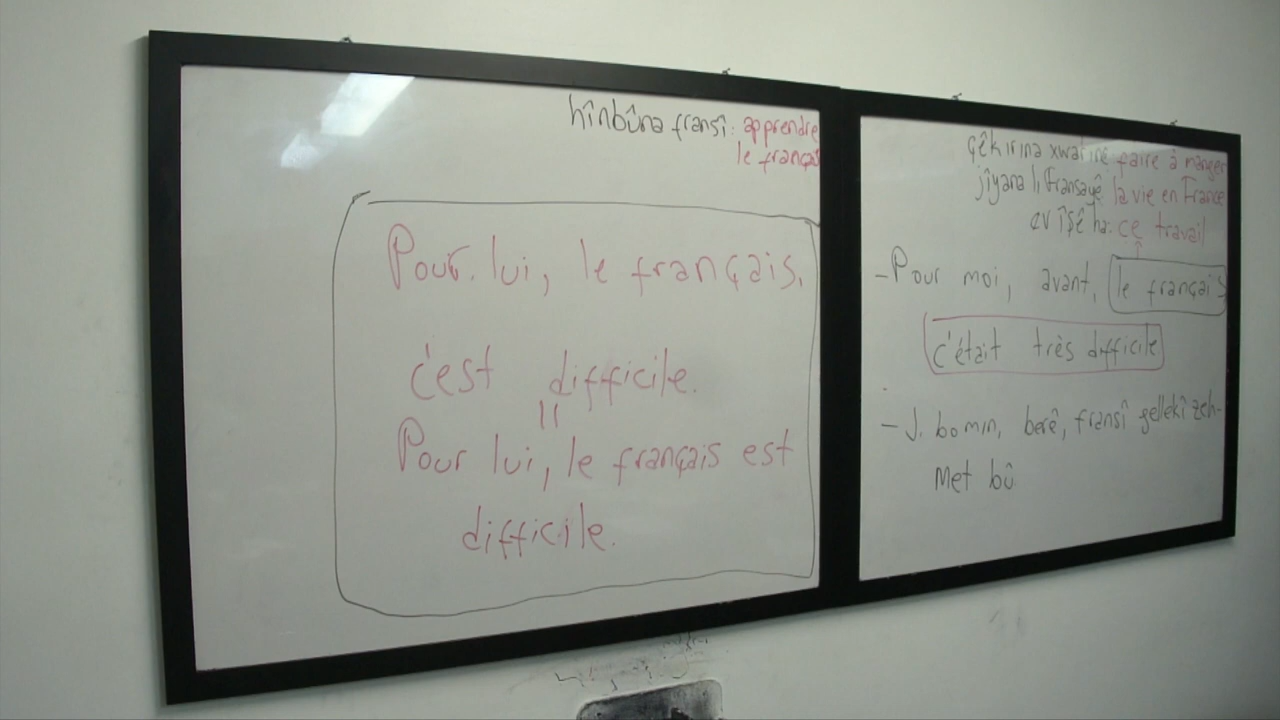 hînbûna fransî: apprendre
le français
Pour lui, le français,
c'est difficile.
Pour lui, le français est
difficile.
çêkirina xwarinê faire à manger
jîyana li Fransayê la vie en France
ev îşê ha: ce travail
- Pour moi, avant, le français
c'était très difficile
- J. bo min, berê, fransî gellekî zeh-
met bû